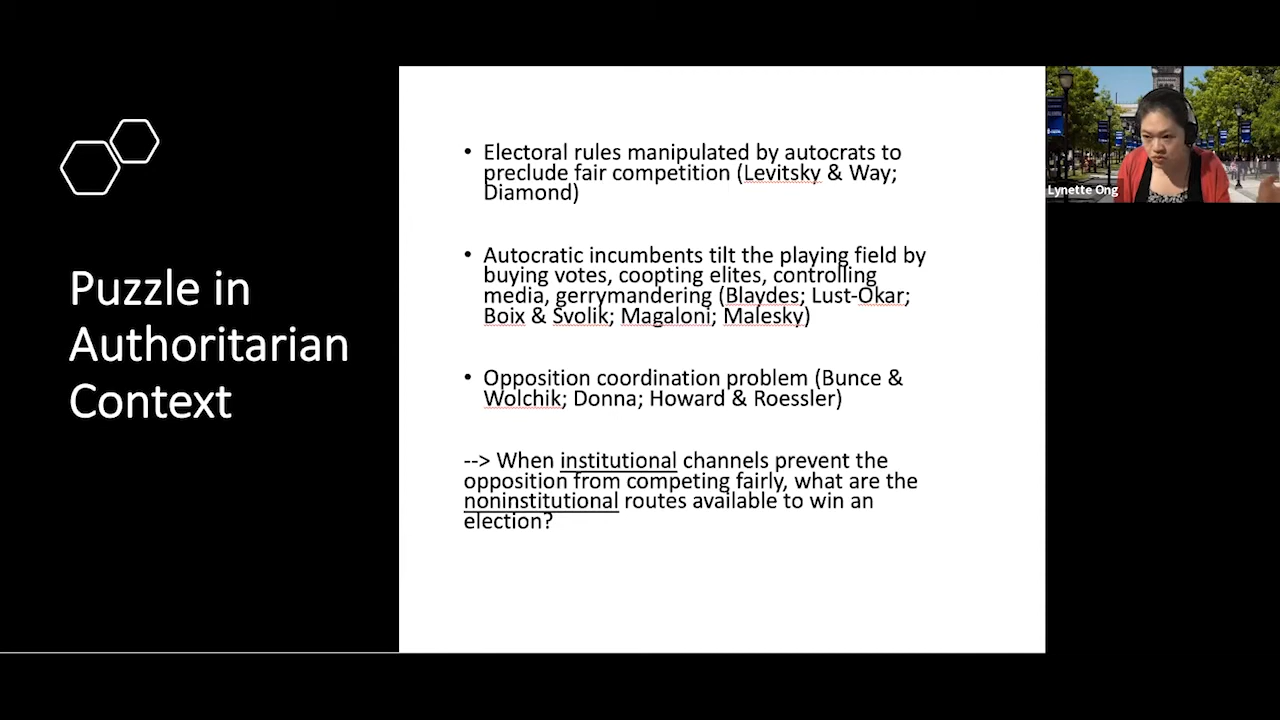 Puzzle in
Authoritarian
Context
• Electoral rules manipulated by autocrats to
preclude fair competition (Levitsky & Way;
Diamond)
• Autocratic incumbents tilt the playing field by
buying votes, coopting elites, controlling
media, gerrymandering (Blaydes; Lust-Okar;
Boix & Svolik; Magaloni; Malesky)
• Opposition coordination problem (Bunce &
Wolchik; Donna; Howard & Roessler)
--> When institutional channels prevent the
opposition from competing fairly, what are the
noninstitutional routes available to win an
election?
Lynette Ong